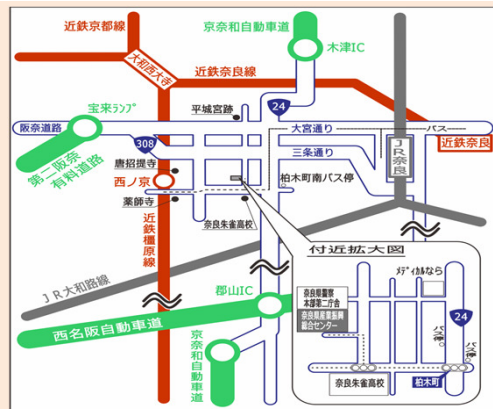 近鉄京都線
京奈和自動車道
木津IC
大和西大寺
近鉄奈良線
宝来ランプ
平城宮跡
24
阪奈道路
308
大宮通り
バス
近鉄奈良
第二阪奈
有料道路
三条通り
JR奈良
唐招提寺
西ノ京
柏木町南バス停
薬師寺
奈良朱雀高校
近鉄橿原線
付近拡大図
JR大和路線
メディカルなら
奈良県警察
本部第二庁舎
奈良県産業振興
総合センター
24
郡山IC
西名阪自動車道
バス停
バス停
京奈和
自動車道
奈良朱雀高校
柏木町